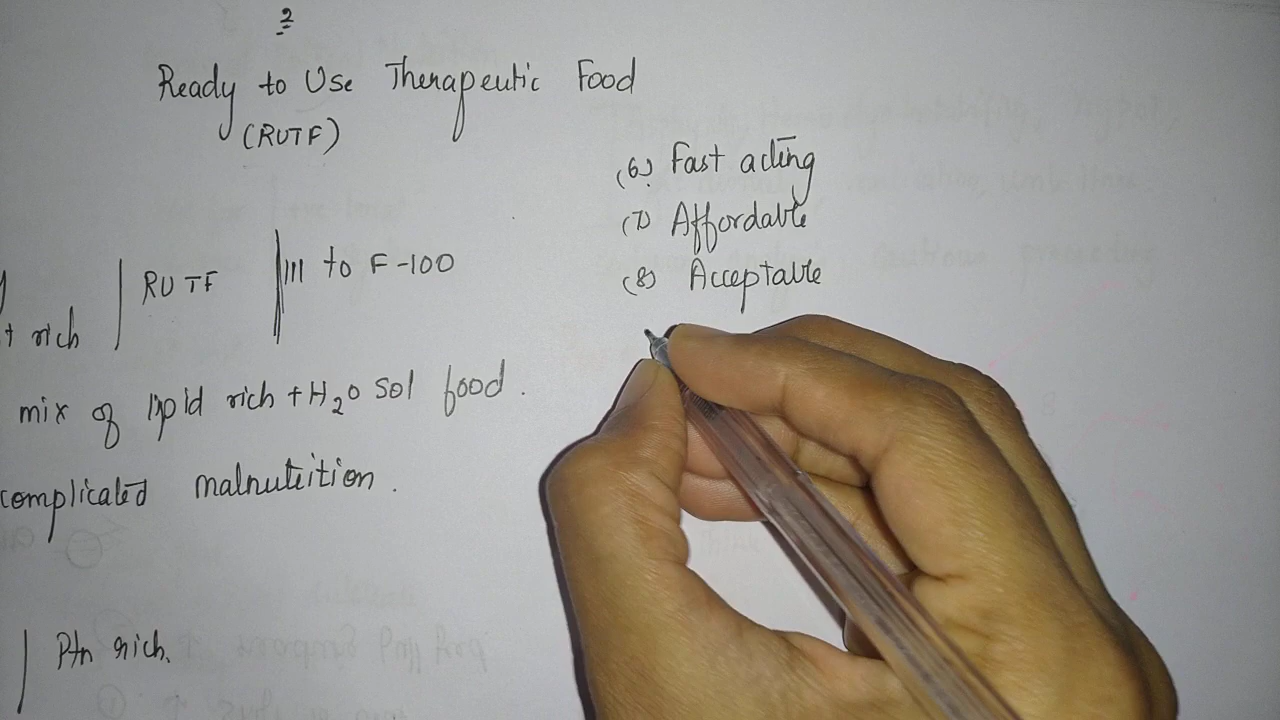 2
Ready to Use Therapeutic Food
(RUTF)
(6) Fast acting
(7) Affordable
(8) Acceptable
RUTF
||| to F-100
t rich
mix of lipid rich + H₂O sol food.
complicated malnutrition.
Ptn rich.